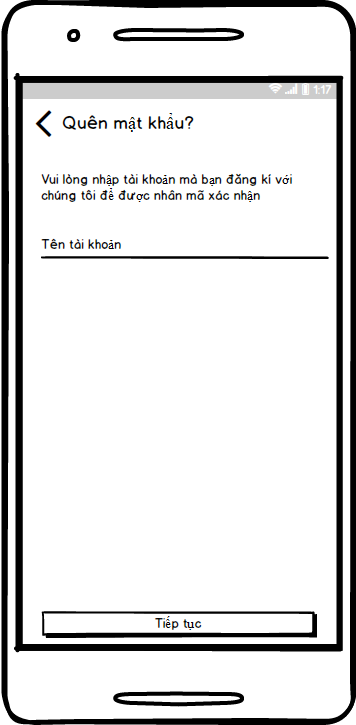 1:17
Quên mật khẩu?
Vui lòng nhập tài khoản mà bạn đăng kí với
chúng tôi để được nhân mã xác nhận
Tên tài khoản
Tiếp tục